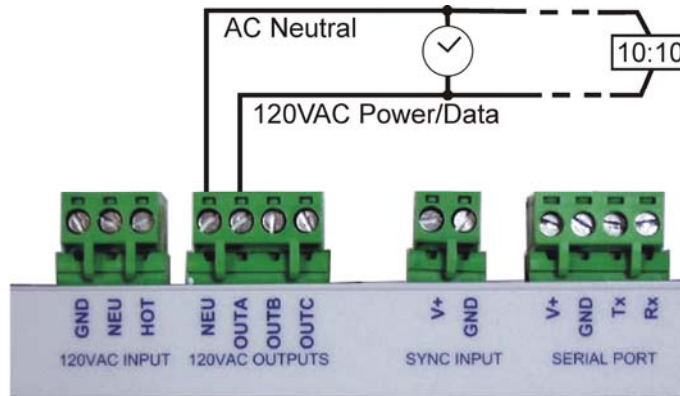 AC Neutral
10:10
120VAC Power/Data
GND NEU HOT
NEU OUTA OUTB OUTC
V+ GND
V+ GND Tx Rx
120VAC INPUT
120VAC OUTPUTS
SYNC INPUT
SERIAL PORT